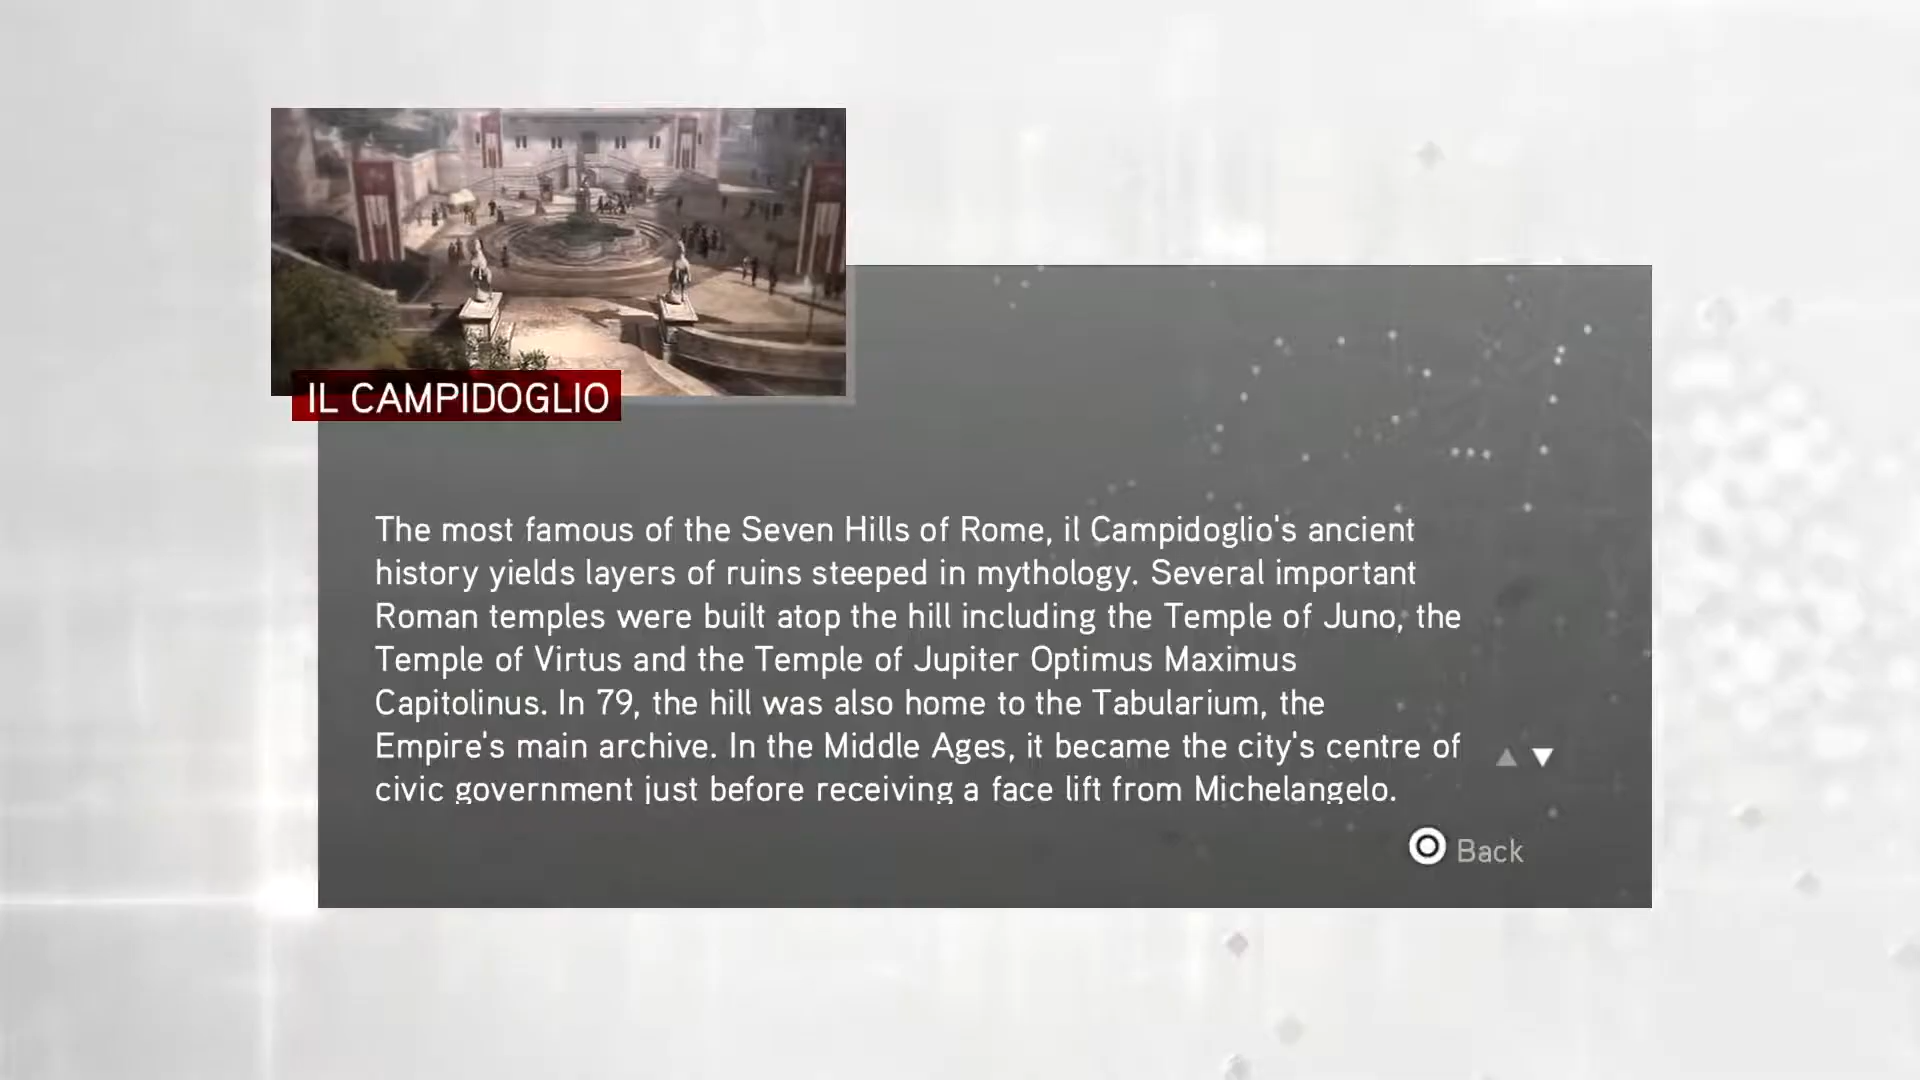 IL CAMPIDOGLIO
The most famous of the Seven Hills of Rome, il Campidoglio's ancient
history yields layers of ruins steeped in mythology. Several important
Roman temples were built atop the hill including the Temple of Juno, the
Temple of Virtus and the Temple of Jupiter Optimus Maximus
Capitolinus. In 79, the hill was also home to the Tabularium, the
Empire's main archive. In the Middle Ages, it became the city's centre of
civic government just before receiving a face lift from Michelangelo.
Back